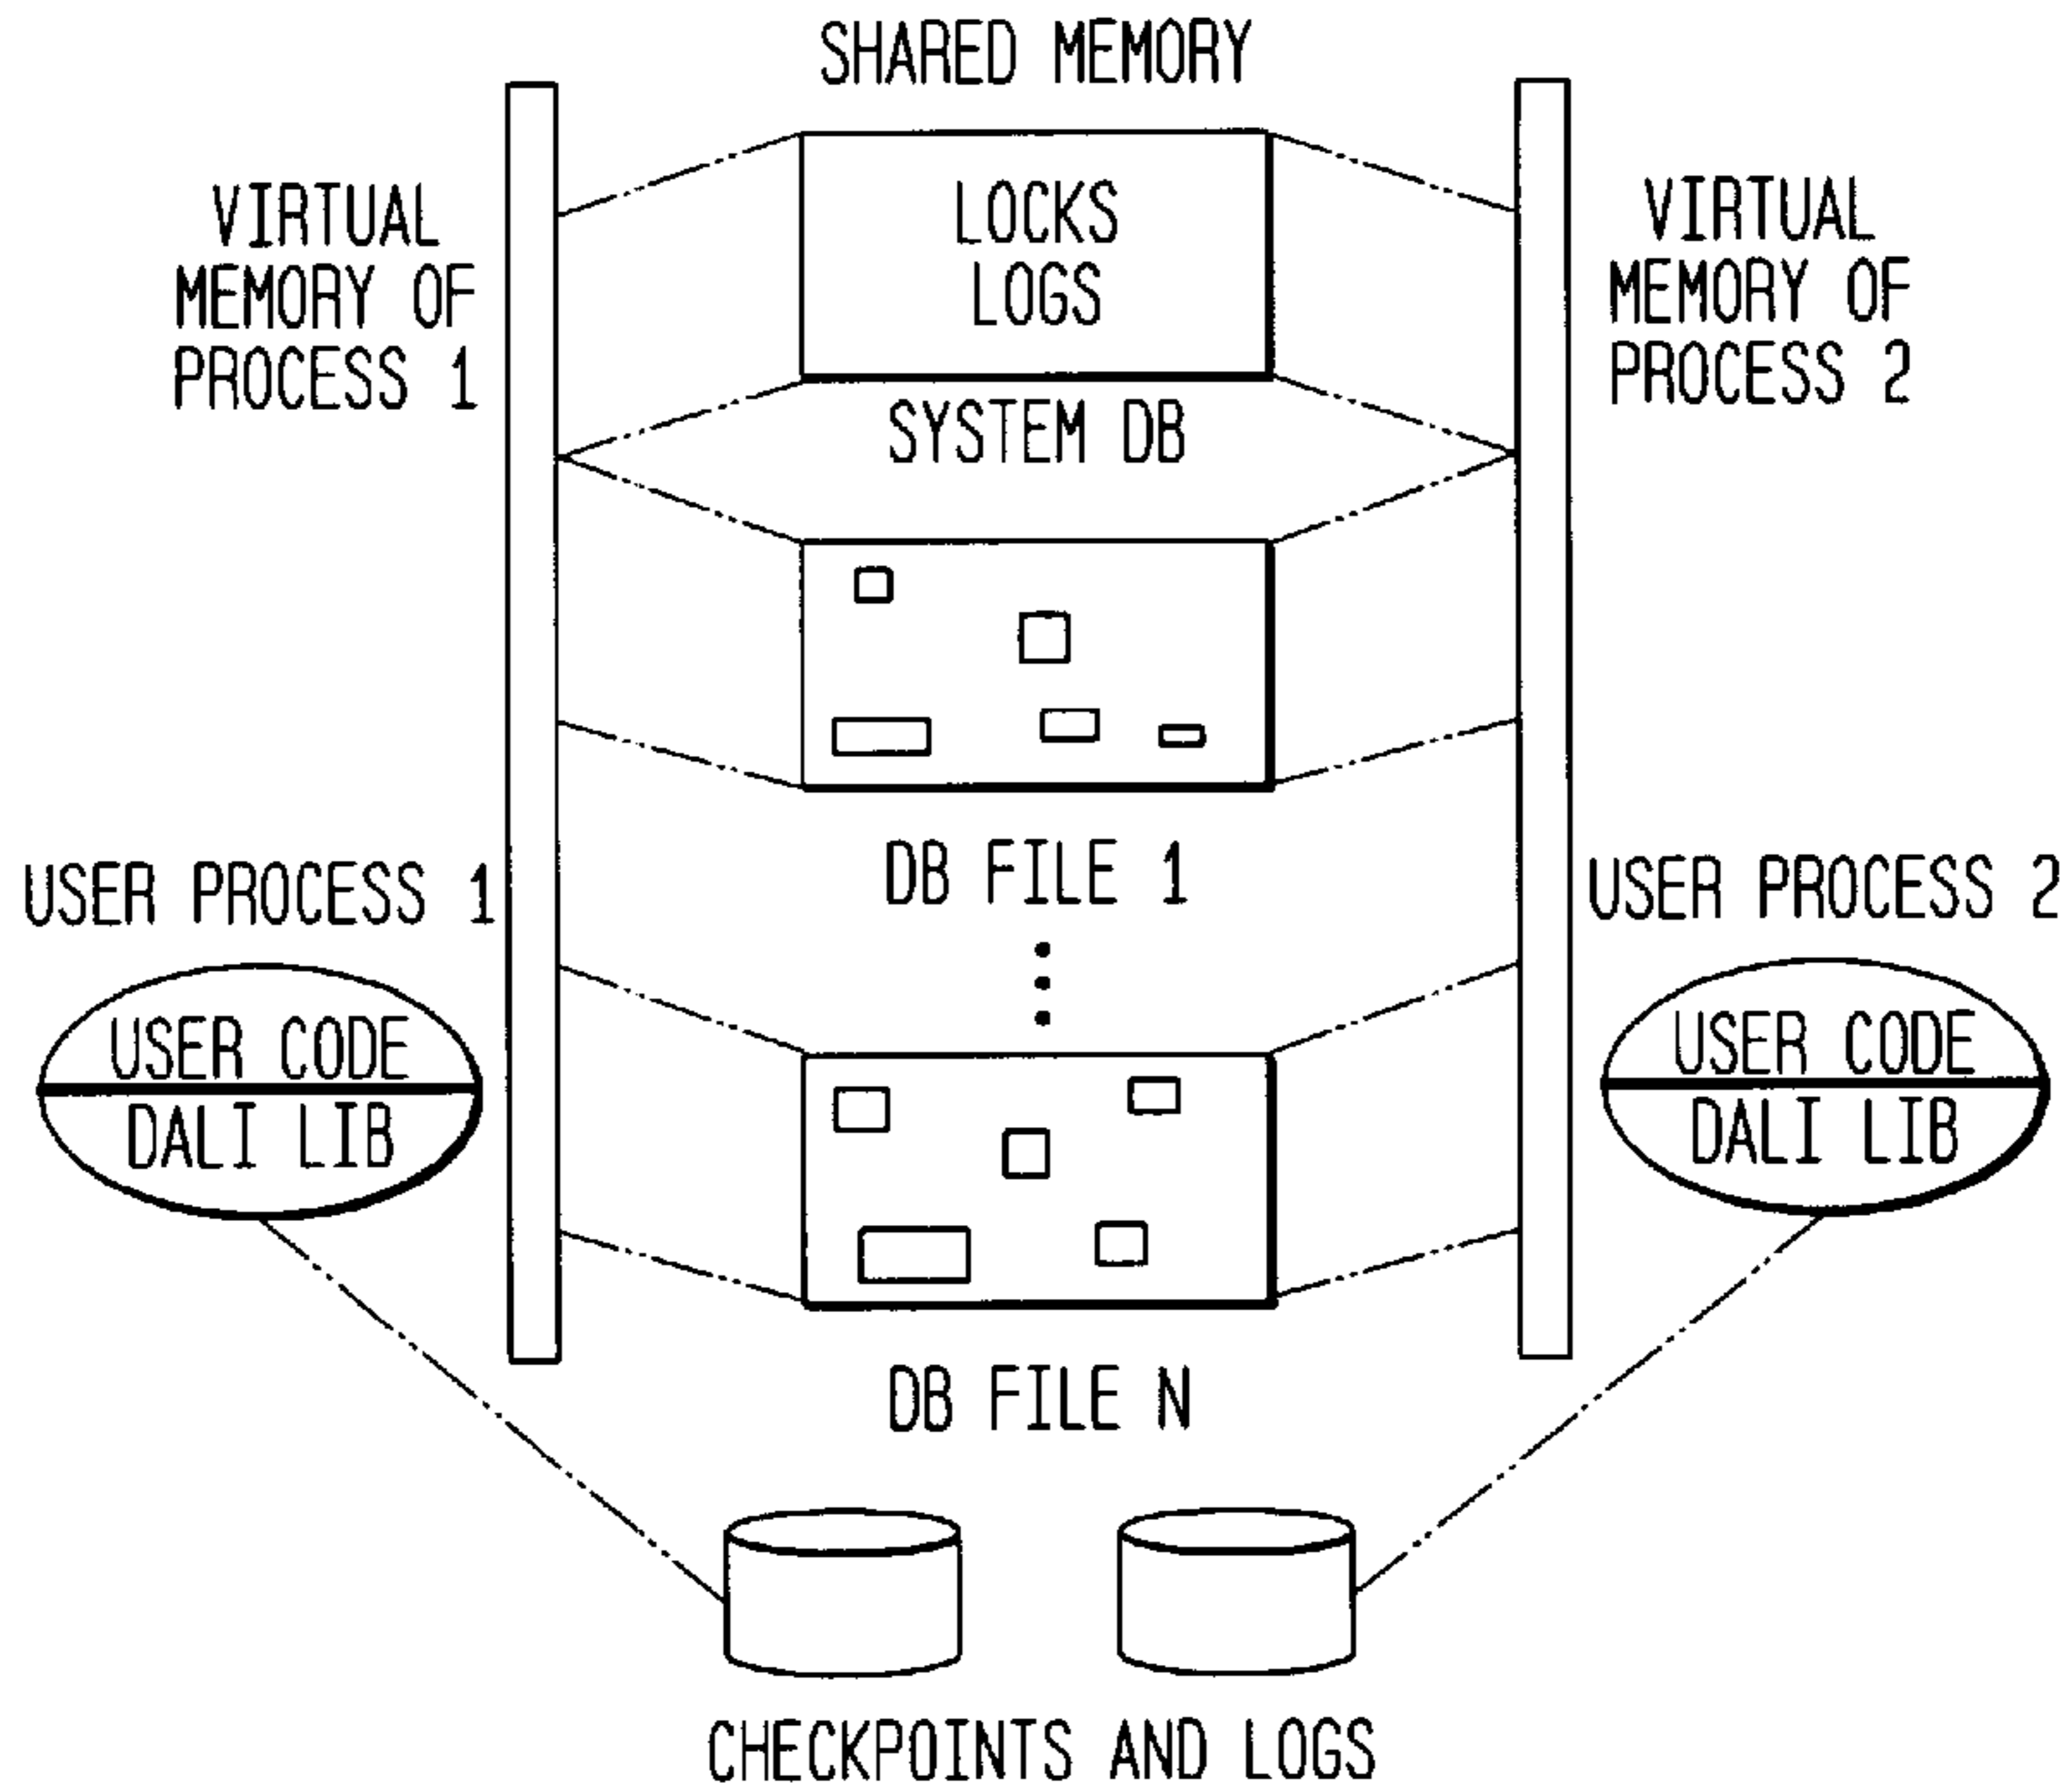 SHARED MEMORY
VIRTUAL
MEMORY OF
PROCESS 1
LOCKS
LOGS
VIRTUAL
MEMORY OF
PROCESS 2
SYSTEM DB
DB FILE 1
USER PROCESS 1
USER PROCESS 2
USER CODE
DALI LIB
USER CODE
DALI LIB
DB FILE N
CHECKPOINTS AND LOGS